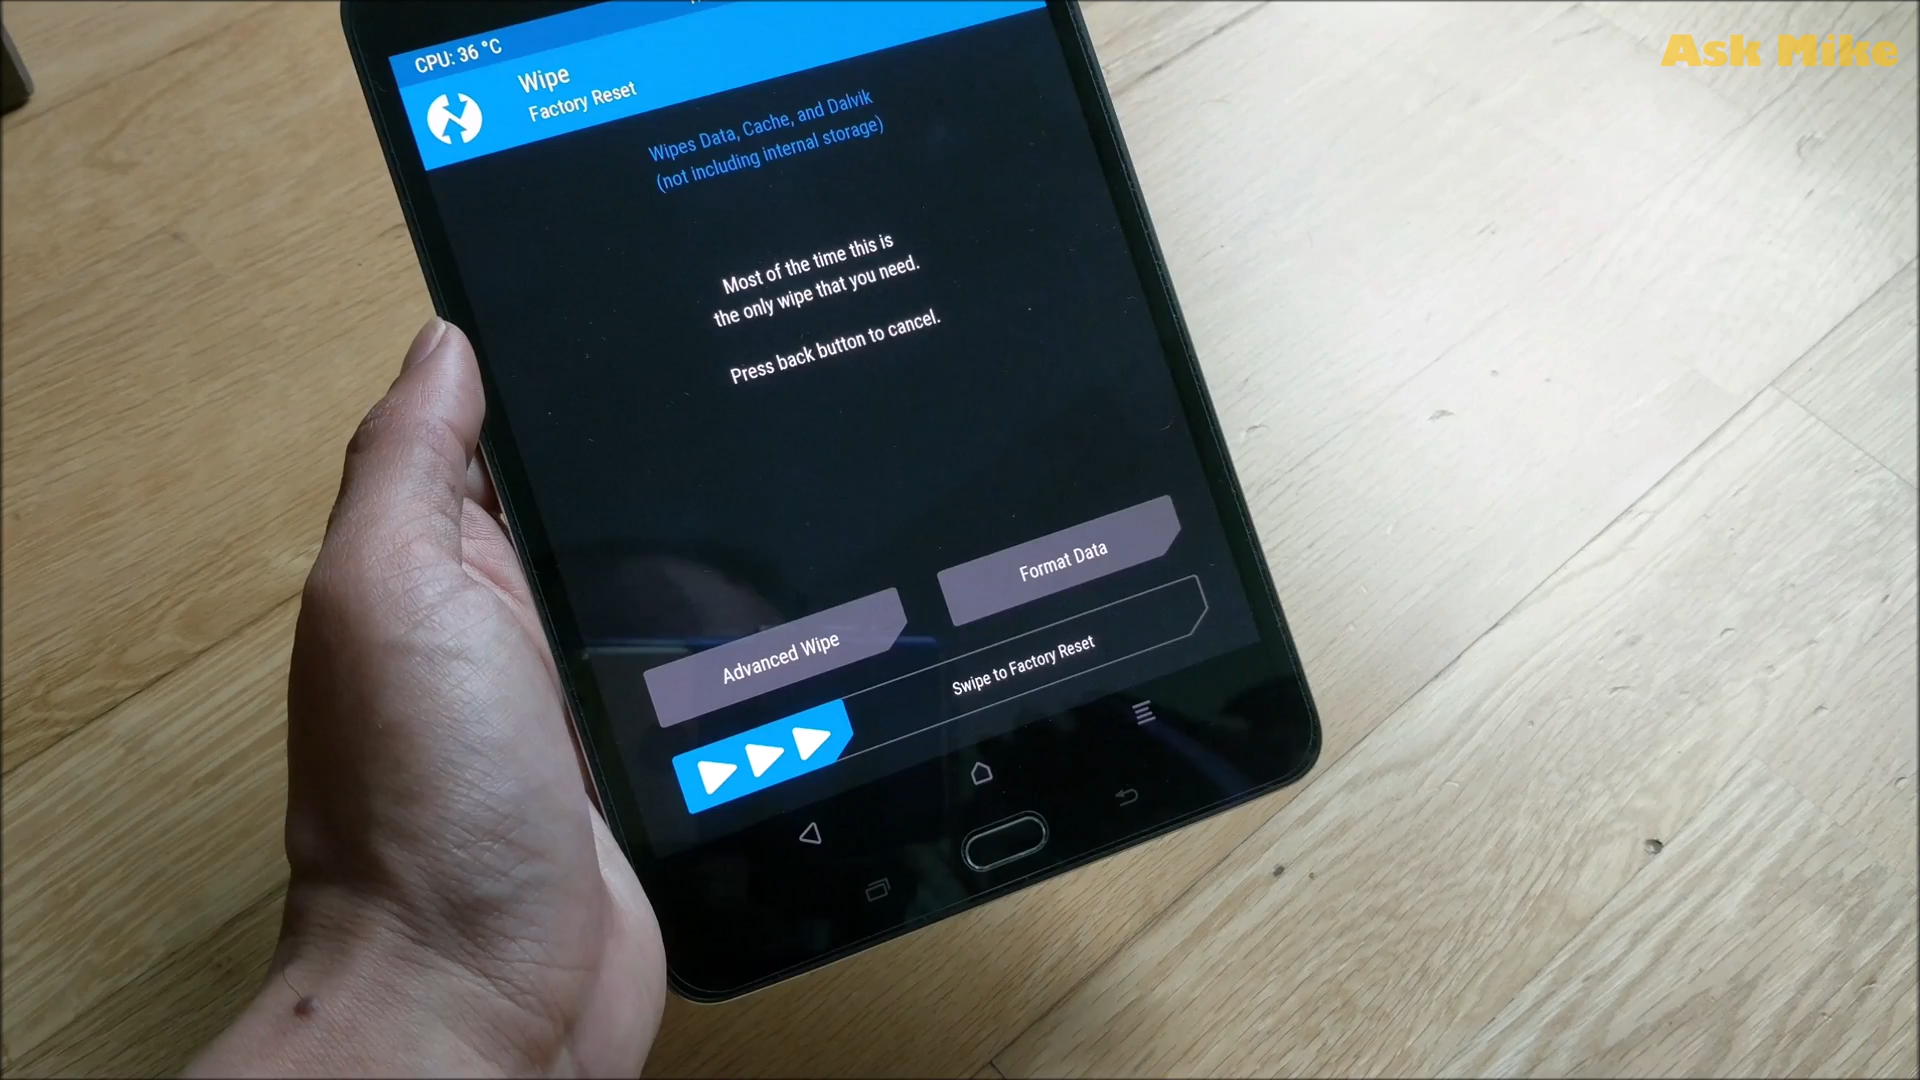 Ask Mike
CPU: 36 °C
Wipe
Factory Reset
Wipes Data, Cache, and Dalvik
(not including internal storage)
Most of the time this is
the only wipe that you need.
Press back button to cancel.
Format Data
Advanced Wipe
Swipe to Factory Reset